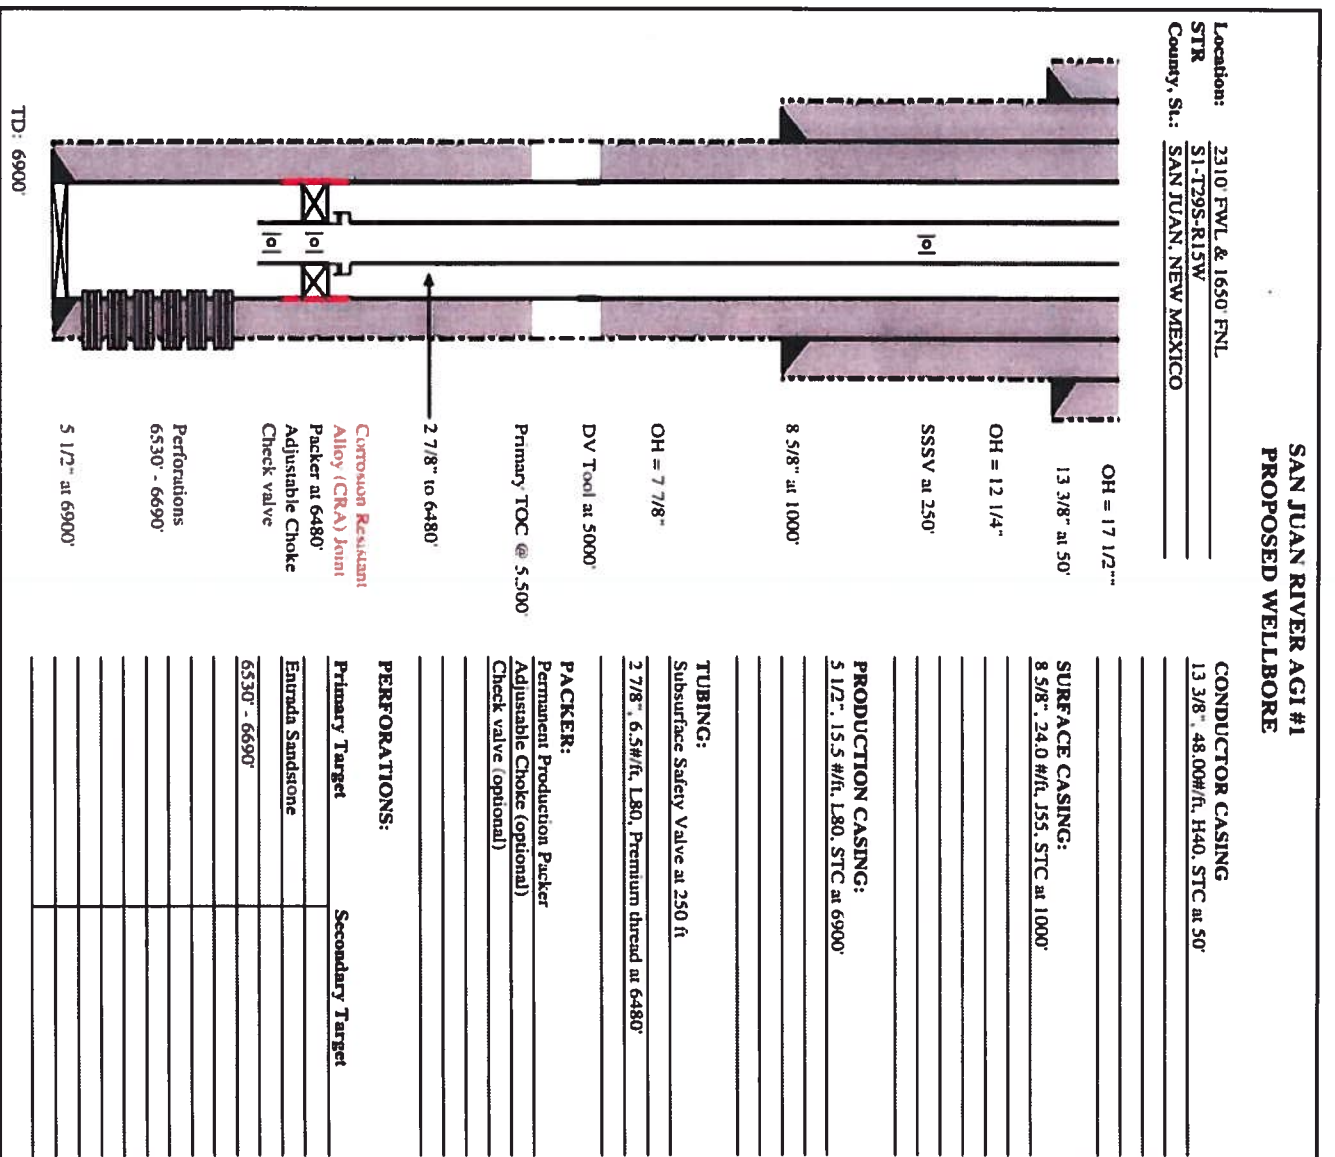 SAN JUAN RIVER AGI #1
PROPOSED WELLBORE
Location: 2310' FWL & 1650' FNL
STR S1-T29S-R15W
County, St.: SAN JUAN, NEW MEXICO
OH = 17 1/2""
13 3/8" at 50'
OH = 12 1/4"
SSSV at 250'
8 5/8" at 1000'
OH = 7 7/8"
DV Tool at 5000'
Primary TOC @ 5,500'
2 7/8" to 6480'
Corrosion Resistant
Alloy (CRA) Joint
Packer at 6480'
Adjustable Choke
Check valve
Perforations
6530' - 6690'
5 1/2" at 6900'
TD: 6900'
CONDUCTOR CASING
13 3/8", 48.00#/ft, H40, STC at 50'
SURFACE CASING:
8 5/8", 24.0 #/ft, J55, STC at 1000'
PRODUCTION CASING:
5 1/2", 15.5 #/ft, L80, STC at 6900'
TUBING:
Subsurface Safety Valve at 250 ft
2 7/8", 6.5#/ft, L80, Premium thread at 6480'
PACKER:
Permanent Production Packer
Adjustable Choke (optional)
Check valve (optional)
PERFORATIONS:
Primary Target Secondary Target
Entrada Sandstone
6530' - 6690'